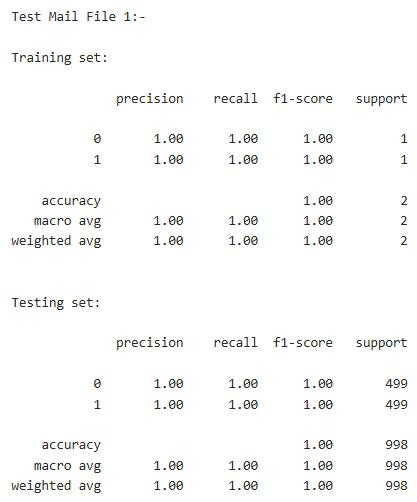 Test Mail File 1:-
Training set:
precision recall f1-score support
0 1.00 1.00 1.00 1
1 1.00 1.00 1.00 1
accuracy 1.00 2
macro avg 1.00 1.00 1.00 2
weighted avg 1.00 1.00 1.00 2
Testing set:
precision recall f1-score support
0 1.00 1.00 1.00 499
1 1.00 1.00 1.00 499
accuracy 1.00 998
macro avg 1.00 1.00 1.00 998
weighted avg 1.00 1.00 1.00 998